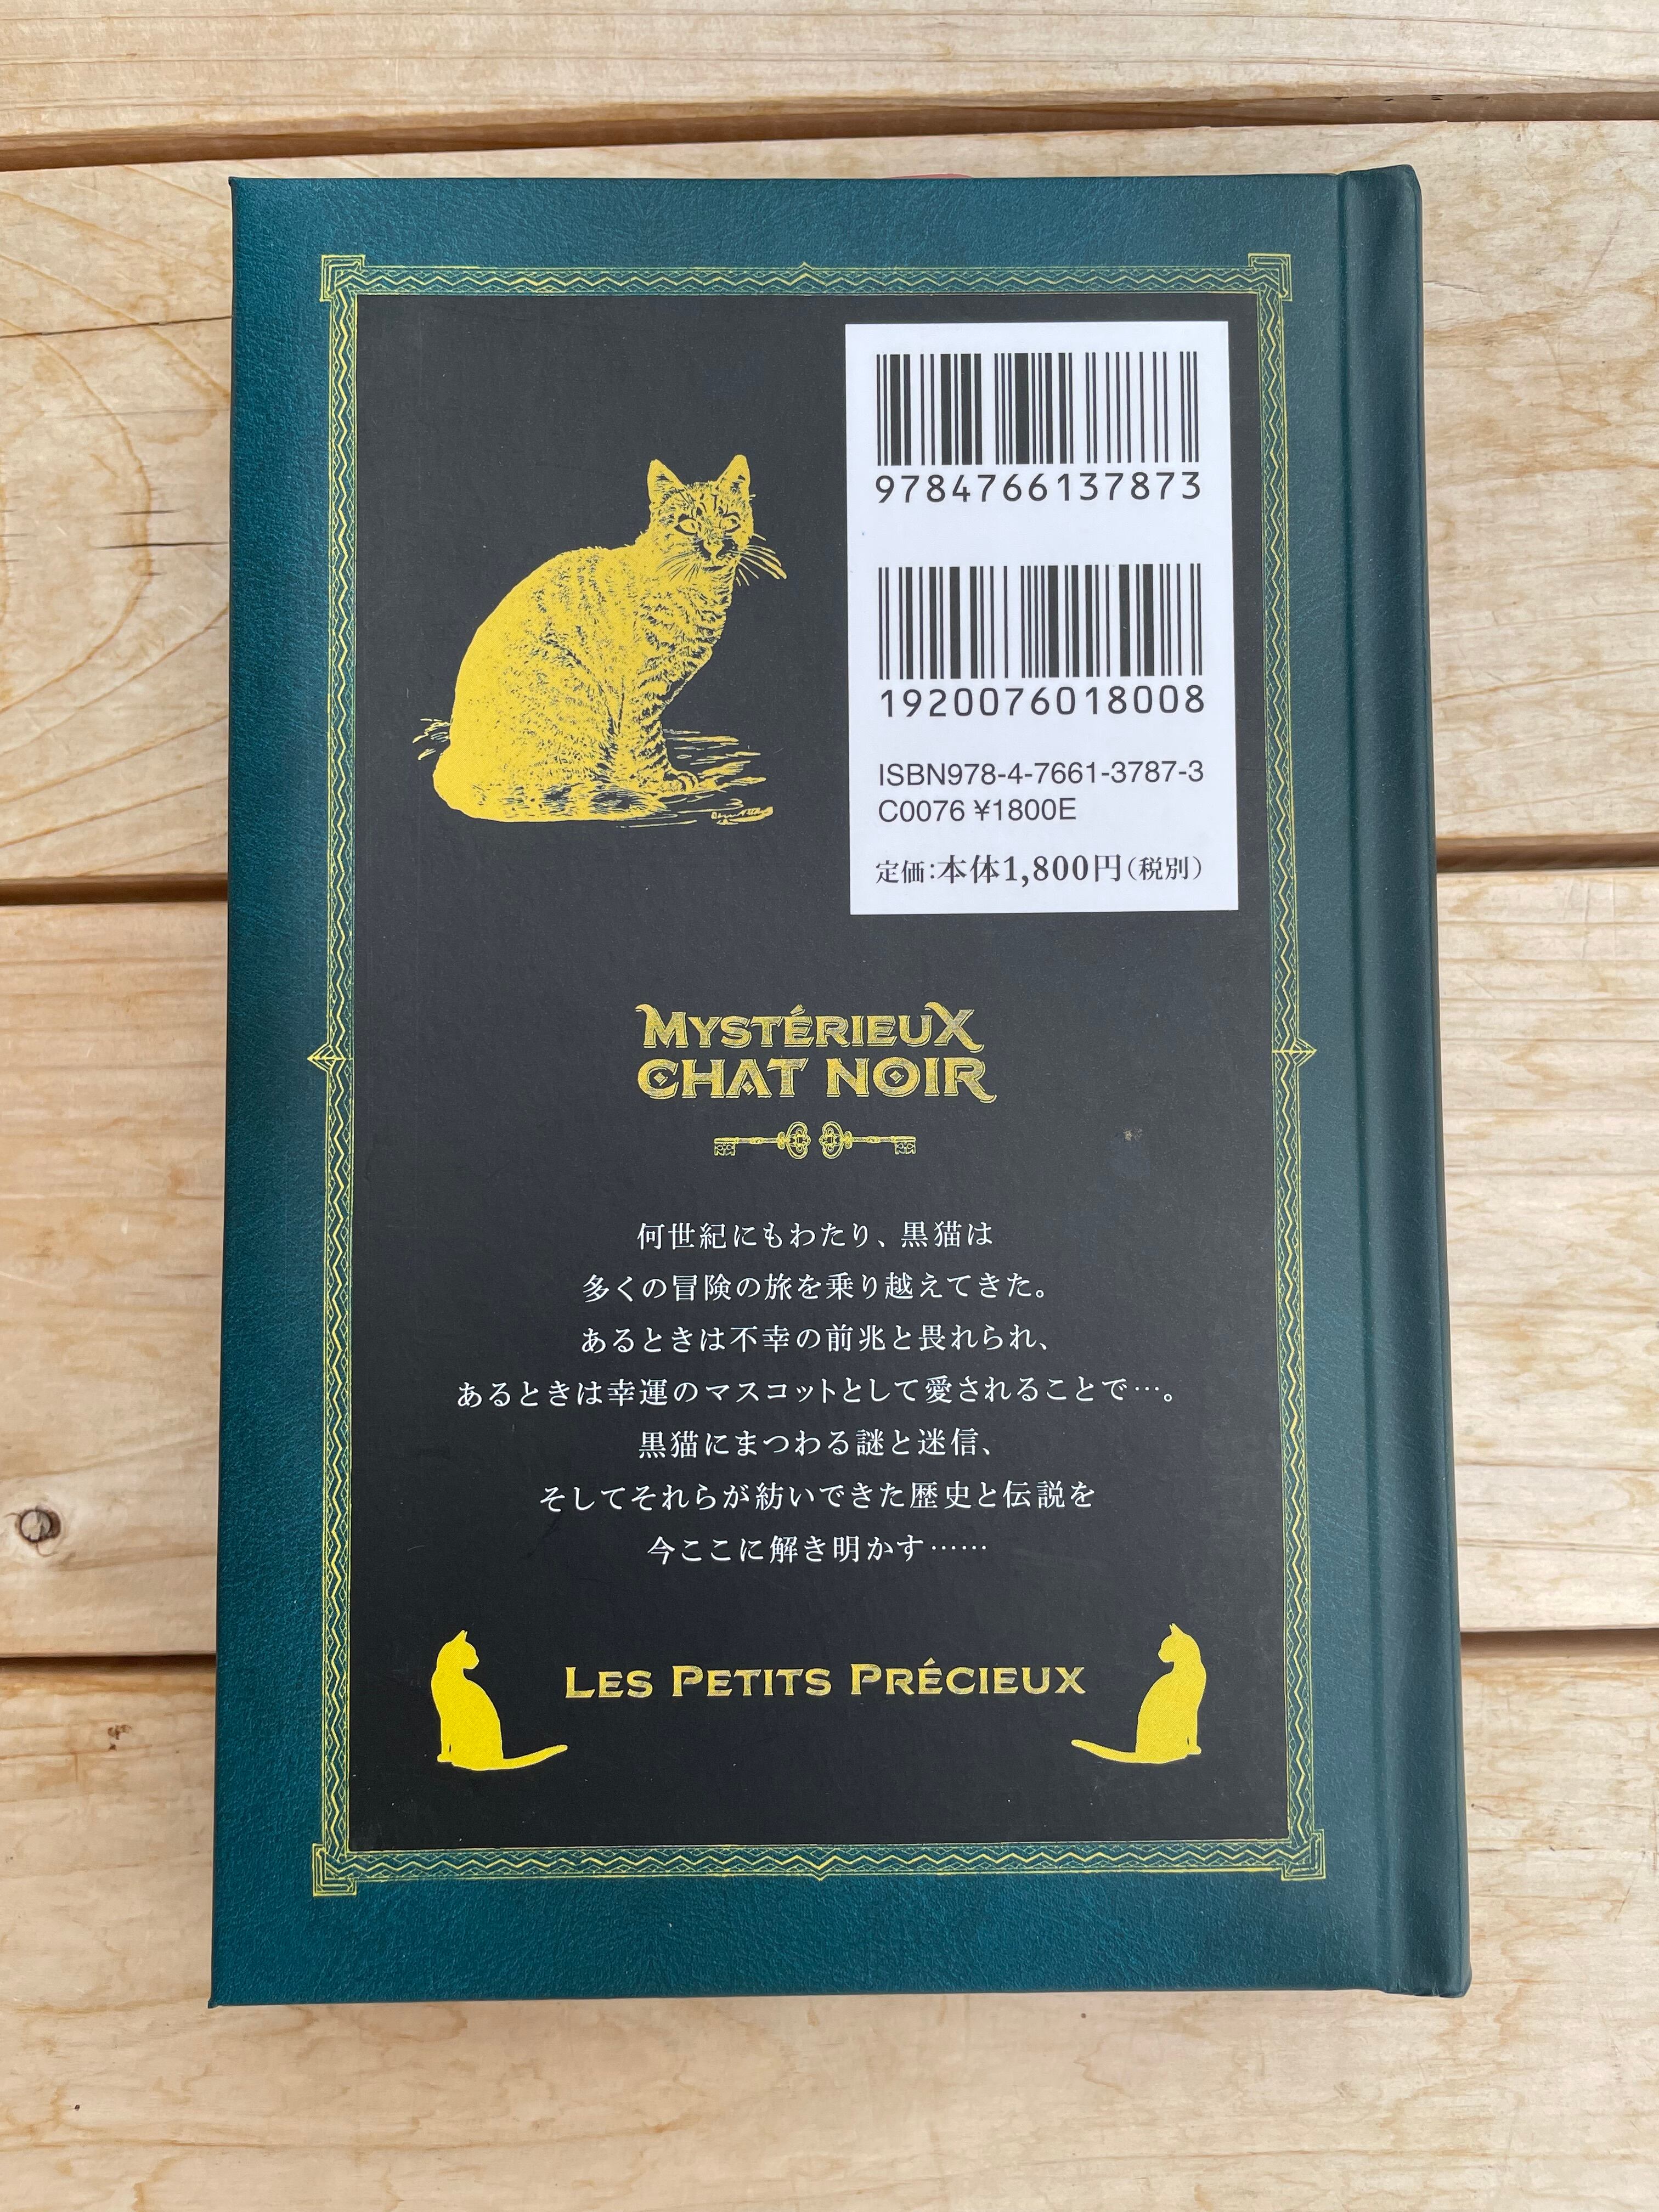 9784766137873
1920076018008
ISBN978-4-7661-3787-3
C0076 ¥1800E
定価:本体1,800円(税別)
MYSTÉRIEUX
CHAT NOIR
何世紀にもわたり、黒猫は
多くの冒険の旅を乗り越えてきた。
あるときは不幸の前兆と畏れられ、
あるときは幸運のマスコットとして愛されることで…。
黒猫にまつわる謎と迷信、
そしてそれらが紡いできた歴史と伝説を
今ここに解き明かす……
LES PETITS PRÉCIEUX